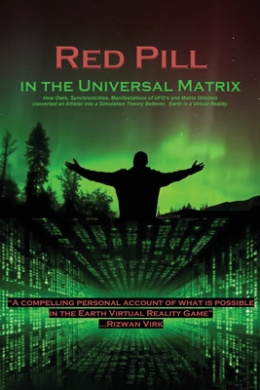 RED PILL
IN THE UNIVERSAL MATRIX
How Owls, Synchronicities, Manifestations of UFO's and Matrix Glitches
converted an Atheist into a Simulation Theory Believer. Earth is a Virtual Reality.
"A COMPELLING PERSONAL ACCOUNT OF WHAT IS POSSIBLE
IN THE EARTH VIRTUAL REALITY GAME"
...RIZWAN VIRK